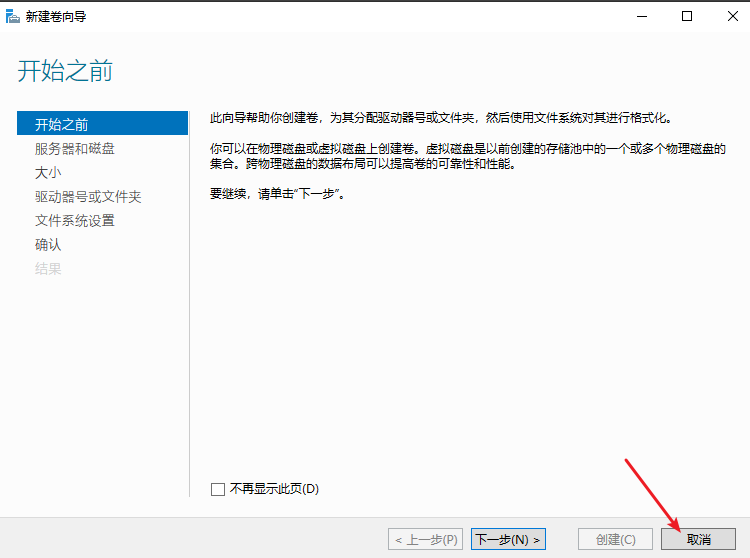 新建卷向导
开始之前
开始之前
服务器和磁盘
大小
驱动器号或文件夹
文件系统设置
确认
结果
此向导帮助你创建卷，为其分配驱动器号或文件夹，然后使用文件系统对其进行格式化。
你可以在物理磁盘或虚拟磁盘上创建卷。虚拟磁盘是以前创建的存储池中的一个或多个物理磁盘的
集合。跨物理磁盘的数据布局可以提高卷的可靠性和性能。
要继续，请单击“下一步”。
不再显示此页(D)
< 上一步(P)
下一步(N) >
创建(C)
取消